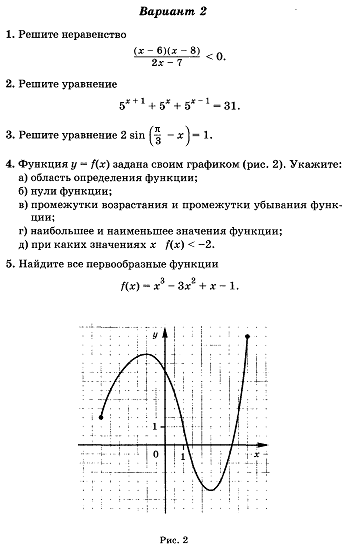 Вариант 2
1. Решите неравенство
(x – 6)(x – 8)
2x – 7
< 0.
2. Решите уравнение
5^(x + 1) + 5^x + 5^(x – 1) = 31.
3. Решите уравнение 2 sin (π/3 – x) = 1.
4. Функция y = f(x) задана своим графиком (рис. 2). Укажите:
а) область определения функции;
б) нули функции;
в) промежутки возрастания и промежутки убывания функ-
ции;
г) наибольшее и наименьшее значения функции;
д) при каких значениях x f(x) < –2.
5. Найдите все первообразные функции
f(x) = x³ – 3x² + x – 1.
y
1
0 1 x
Рис. 2